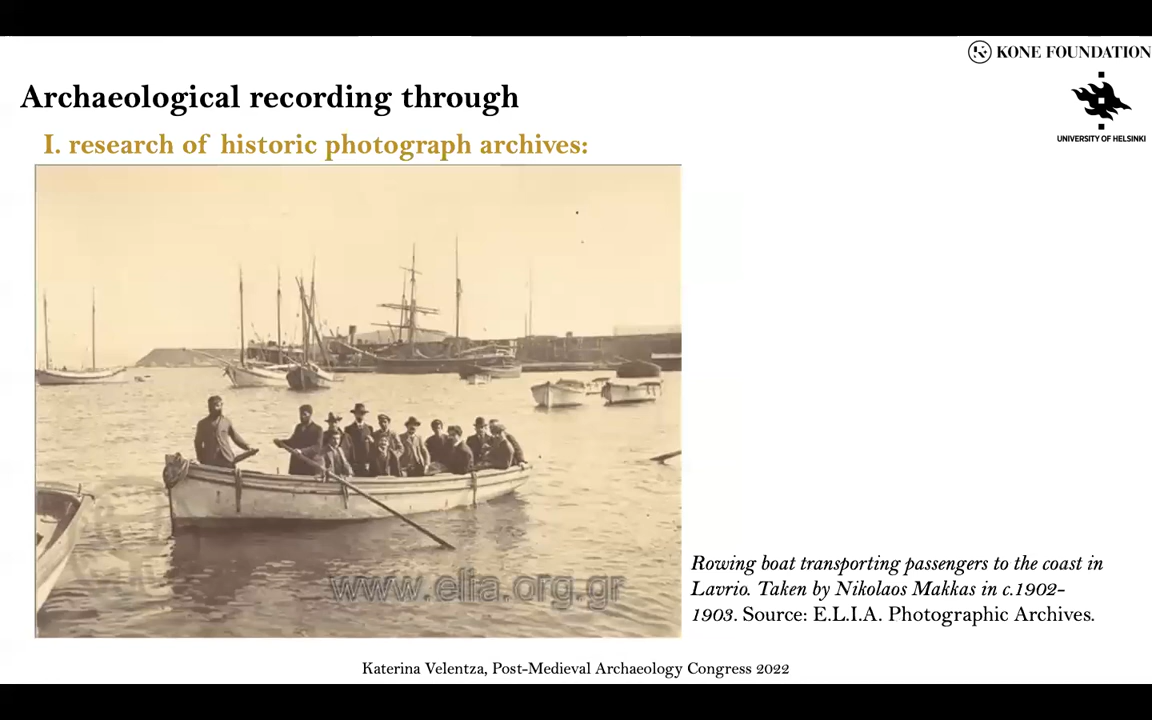 KONE FOUNDATION
Archaeological recording through
UNIVERSITY OF HELSINKI
I. research of historic photograph archives:
www.elia.org.gr
Rowing boat transporting passengers to the coast in
Lavrio. Taken by Nikolaos Makkas in c.1902-
1903. Source: E.L.I.A. Photographic Archives.
Katerina Velentza, Post-Medieval Archaeology Congress 2022